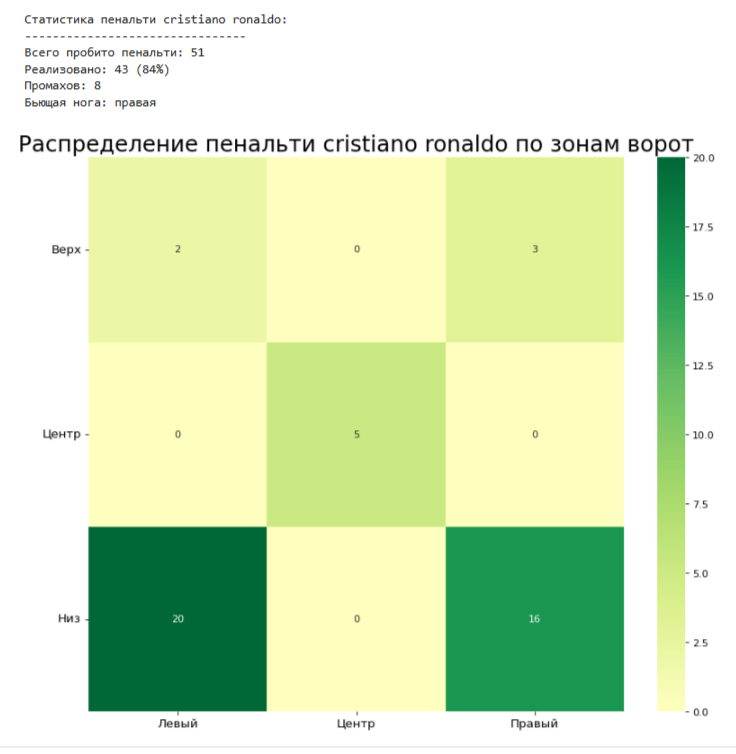 Статистика пенальти cristiano ronaldo:
--------------------------------
Всего пробито пенальти: 51
Реализовано: 43 (84%)
Промахов: 8
Бьющая нога: правая
Распределение пенальти cristiano ronaldo по зонам ворот
20.0
17.5
15.0
12.5
10.0
7.5
5.0
2.5
0.0
Верх
2
0
3
Центр
0
5
0
Низ
20
0
16
Левый
Центр
Правый